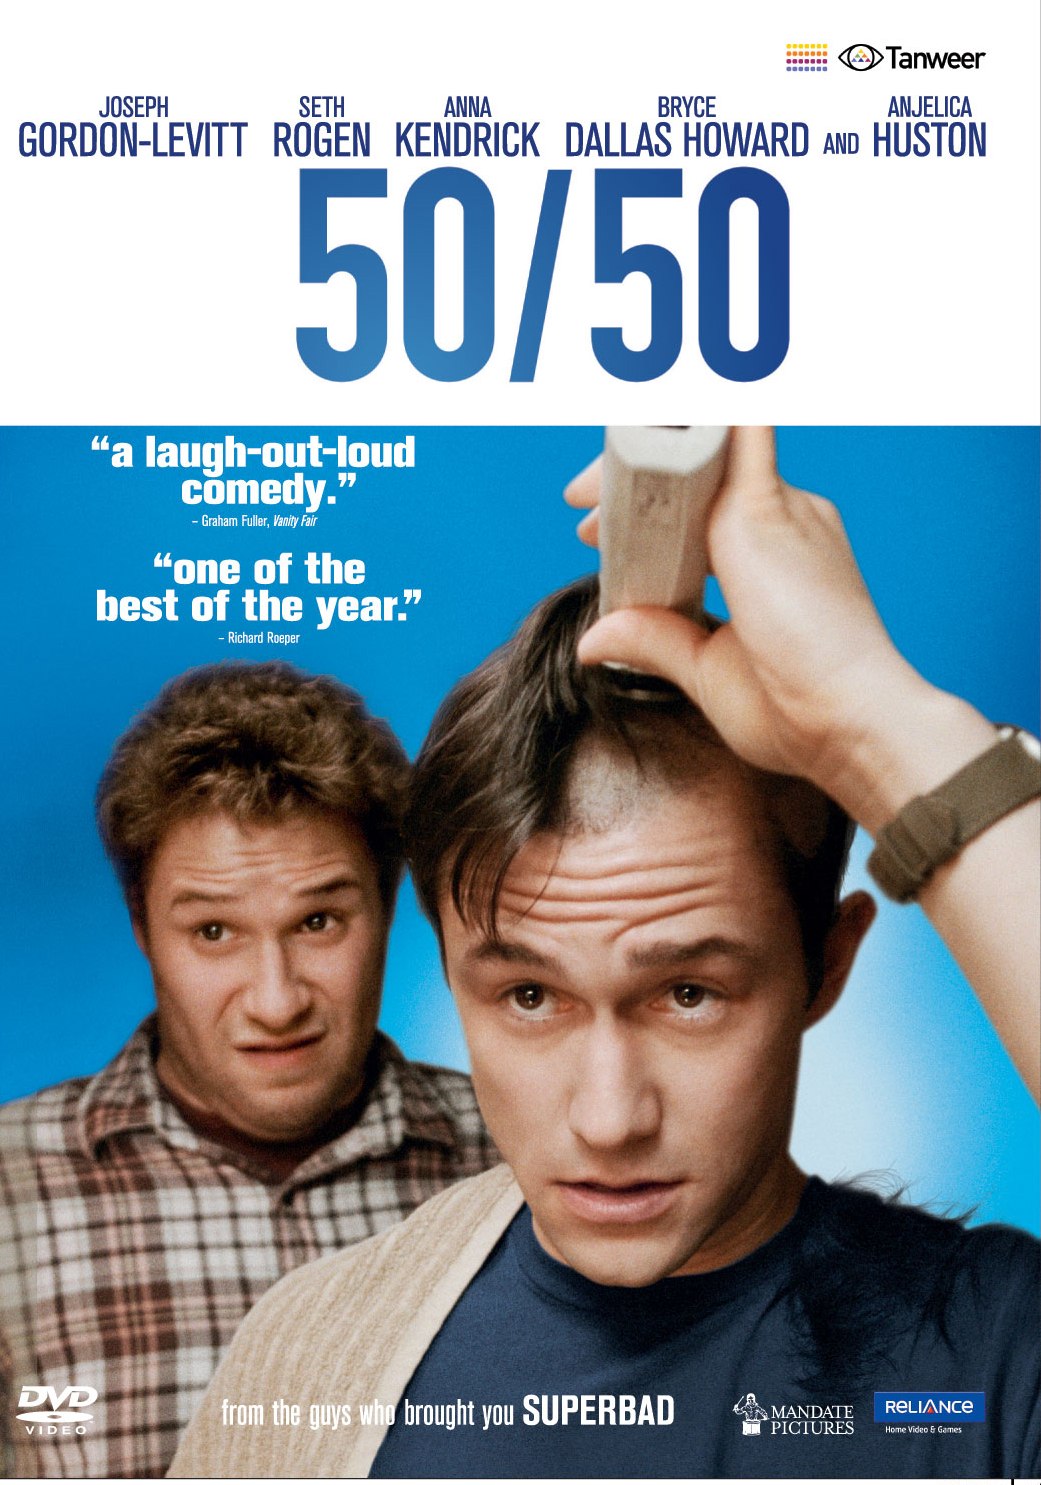 Tanweer
JOSEPH GORDON-LEVITT
SETH ROGEN
ANNA KENDRICK
BRYCE DALLAS HOWARD
AND
ANJELICA HUSTON
50/50
“a laugh-out-loud
comedy.”
– Graham Fuller, Vanity Fair
“one of the
best of the year.”
– Richard Roeper
DVD
VIDEO
from the guys who brought you SUPERBAD
MANDATE
PICTURES
RELIANCE
Home Video & Games